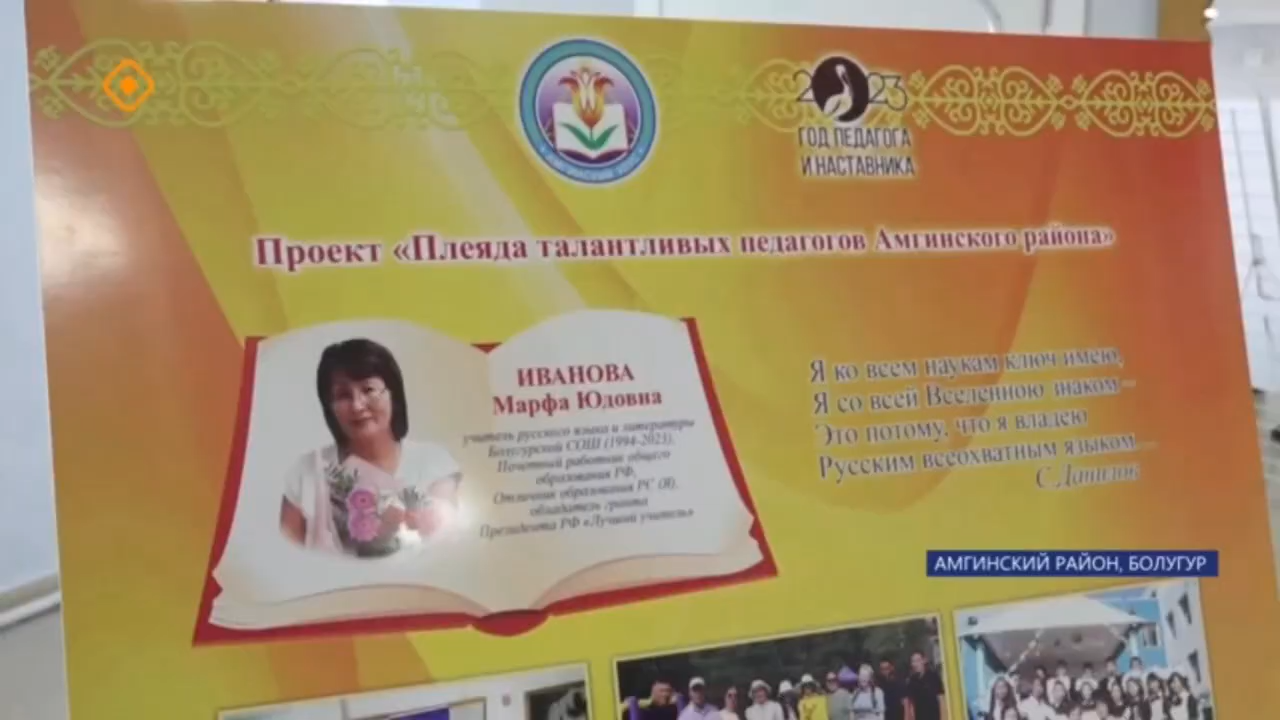 2023
ГОД ПЕДАГОГА
И НАСТАВНИКА
Проект «Плеяда талантливых педагогов Амгинского района»
ИВАНОВА
Марфа Юдовна
учитель русского языка и литературы
Болугурской СОШ (1994-2023),
Почетный работник общего
образования РФ,
Отличник образования РС (Я),
обладатель гранта
Президента РФ «Лучший учитель»
Я ко всем наукам ключ имею,
Я со всей Вселенною знаком –
Это потому, что я владею
Русским всеохватным языком...
С.Данилов
АМГИНСКИЙ РАЙОН, БОЛУГУР